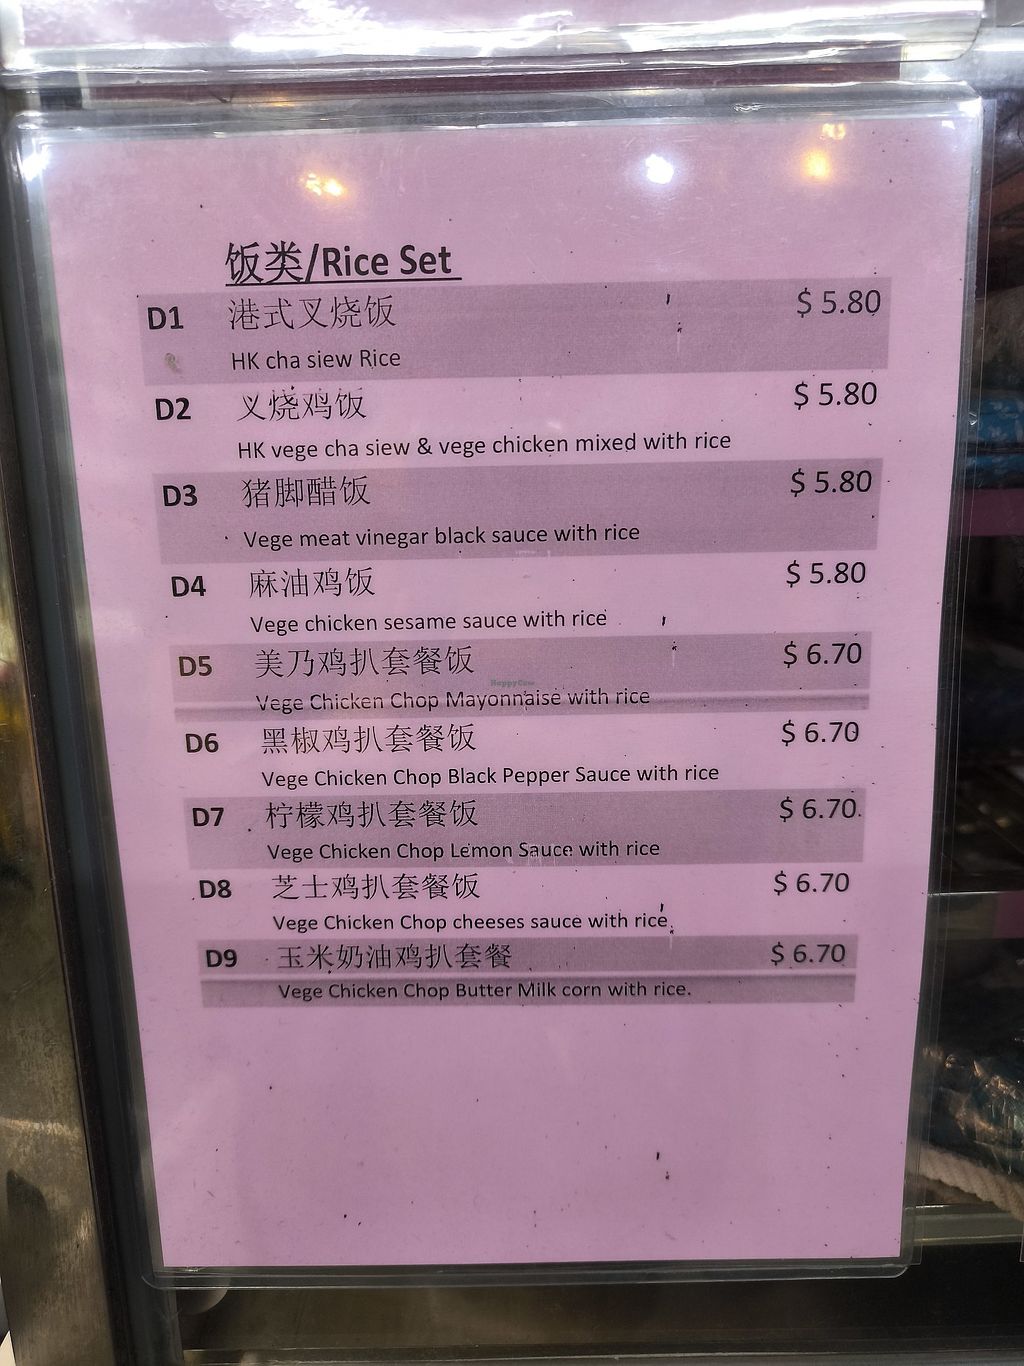 饭类/Rice Set
D1 港式叉烧饭 $ 5.80
HK cha siew Rice
D2 叉烧鸡饭 $ 5.80
HK vege cha siew & vege chicken mixed with rice
D3 猪脚醋饭 $ 5.80
Vege meat vinegar black sauce with rice
D4 麻油鸡饭 $ 5.80
Vege chicken sesame sauce with rice
D5 美乃鸡扒套餐饭 $ 6.70
HappyCow
Vege Chicken Chop Mayonnaise with rice
D6 黑椒鸡扒套餐饭 $ 6.70
Vege Chicken Chop Black Pepper Sauce with rice
D7 柠檬鸡扒套餐饭 $ 6.70
Vege Chicken Chop Lemon Sauce with rice
D8 芝士鸡扒套餐饭 $ 6.70
Vege Chicken Chop cheeses sauce with rice
D9 玉米奶油鸡扒套餐 $ 6.70
Vege Chicken Chop Butter Milk corn with rice.